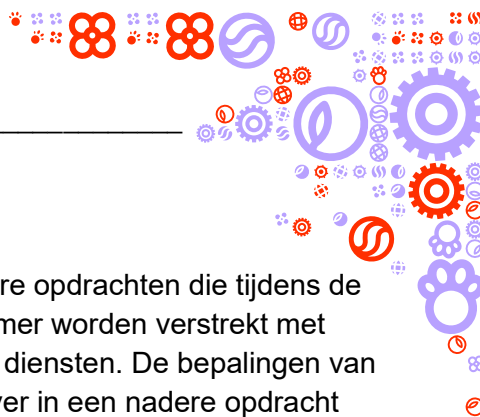 re opdrachten die tijdens de
mer worden verstrekt met
diensten. De bepalingen van
ver in een nadere opdracht